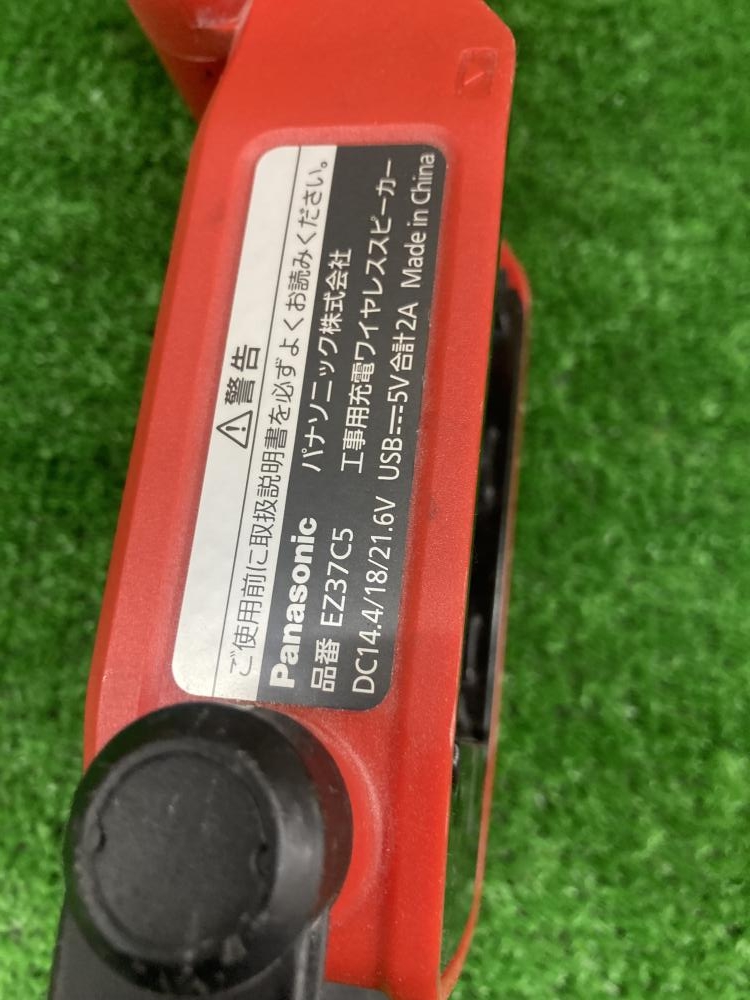 ⚠警告
ご使用前に取扱説明書を必ずよくお読みください。
Panasonic パナソニック株式会社
品番 EZ37C5 工事用充電ワイヤレススピーカー
DC14.4/18/21.6V USB⎓5V合計2A Made in China